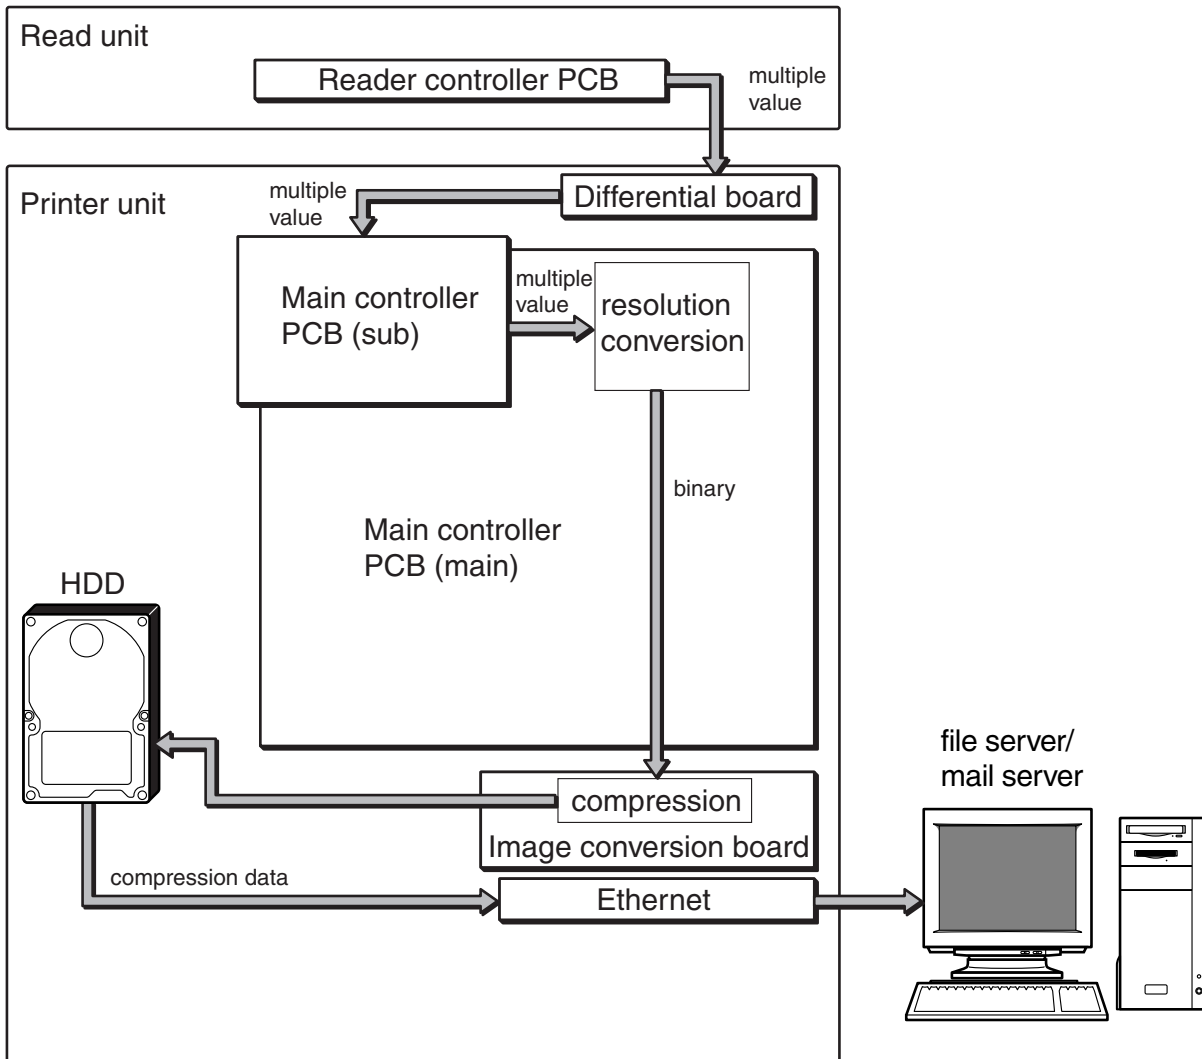 Read unit
Reader controller PCB
multiple
value
Printer unit
Differential board
multiple
value
Main controller
PCB (sub)
multiple
value
resolution
conversion
binary
Main controller
PCB (main)
HDD
compression
Image conversion board
compression data
Ethernet
file server/
mail server